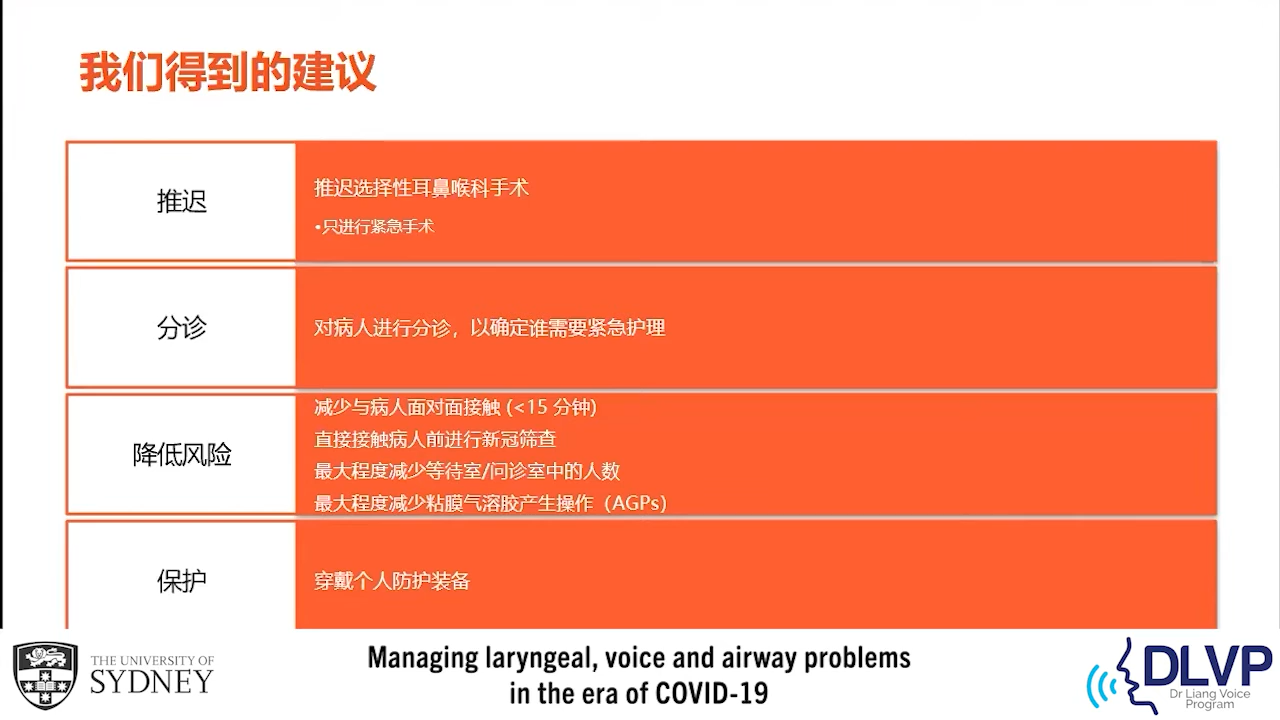 我们得到的建议
推迟
推迟选择性耳鼻喉科手术
•只进行紧急手术
分诊
对病人进行分诊，以确定谁需要紧急护理
降低风险
减少与病人面对面接触 (<15 分钟)
直接接触病人前进行新冠筛查
最大程度减少等待室/问诊室中的人数
最大程度减少粘膜气溶胶产生操作（AGPs）
保护
穿戴个人防护装备
THE UNIVERSITY OF
SYDNEY
Managing laryngeal, voice and airway problems
in the era of COVID-19
DLVP
Dr Liang Voice
Program